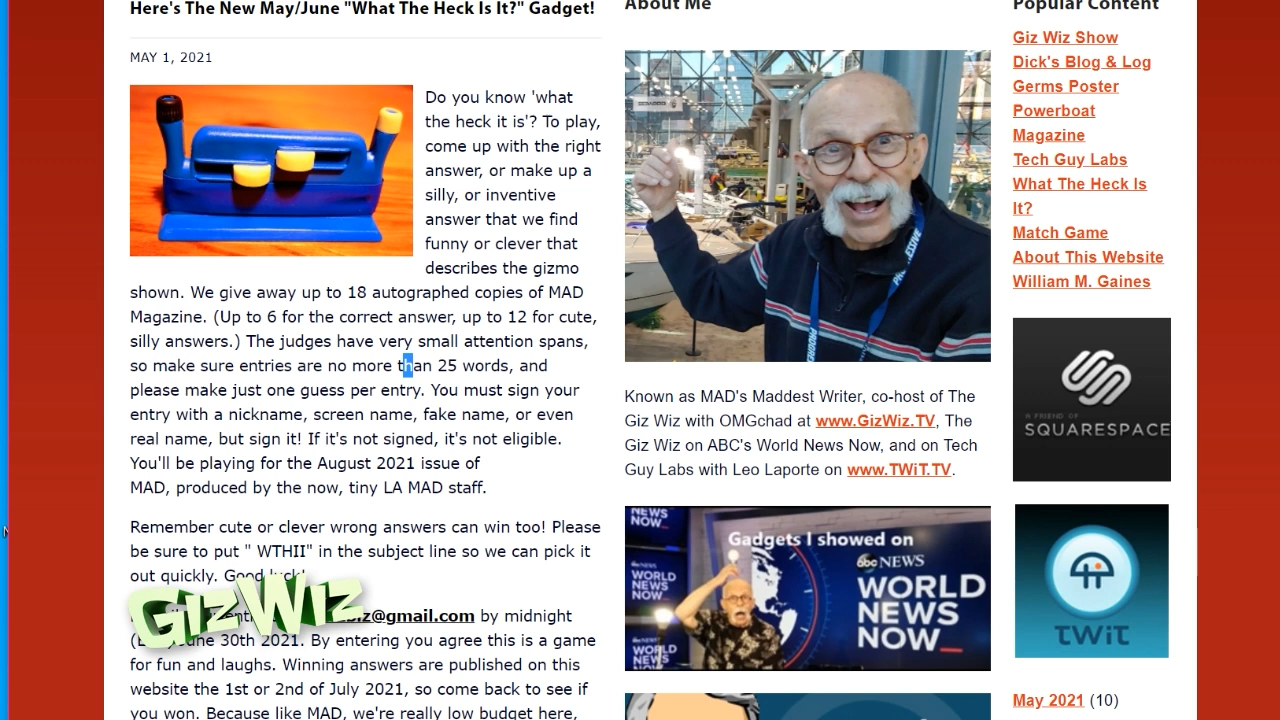 Here's The New May/June "What The Heck Is It?" Gadget!
MAY 1, 2021
Do you know 'what
the heck it is'? To play,
come up with the right
answer, or make up a
silly, or inventive
answer that we find
funny or clever that
describes the gizmo
shown. We give away up to 18 autographed copies of MAD
Magazine. (Up to 6 for the correct answer, up to 12 for cute,
silly answers.) The judges have very small attention spans,
so make sure entries are no more than 25 words, and
please make just one guess per entry. You must sign your
entry with a nickname, screen name, fake name, or even
real name, but sign it! If it's not signed, it's not eligible.
You'll be playing for the August 2021 issue of
MAD, produced by the now, tiny LA MAD staff.
Remember cute or clever wrong answers can win too! Please
be sure to put " WTHII" in the subject line so we can pick it
out quickly. Good luck!
GizWiz
@gmail.com by midnight
June 30th 2021. By entering you agree this is a game
for fun and laughs. Winning answers are published on this
website the 1st or 2nd of July 2021, so come back to see if
you won. Because like MAD, we're really low budget here,
About Me
Known as MAD's Maddest Writer, co-host of The
Giz Wiz with OMGchad at www.GizWiz.TV, The
Giz Wiz on ABC's World News Now, and on Tech
Guy Labs with Leo Laporte on www.TWiT.TV.
NEWS
NOW
WORLD
NEWS
NOW
WORLD
NEWS
Gadgets I showed on
abc NEWS
WORLD
NEWS
NOW_
Popular Content
Giz Wiz Show
Dick's Blog & Log
Germs Poster
Powerboat
Magazine
Tech Guy Labs
What The Heck Is
It?
Match Game
About This Website
William M. Gaines
A FRIEND OF
SQUARESPACE
TWiT
May 2021 (10)